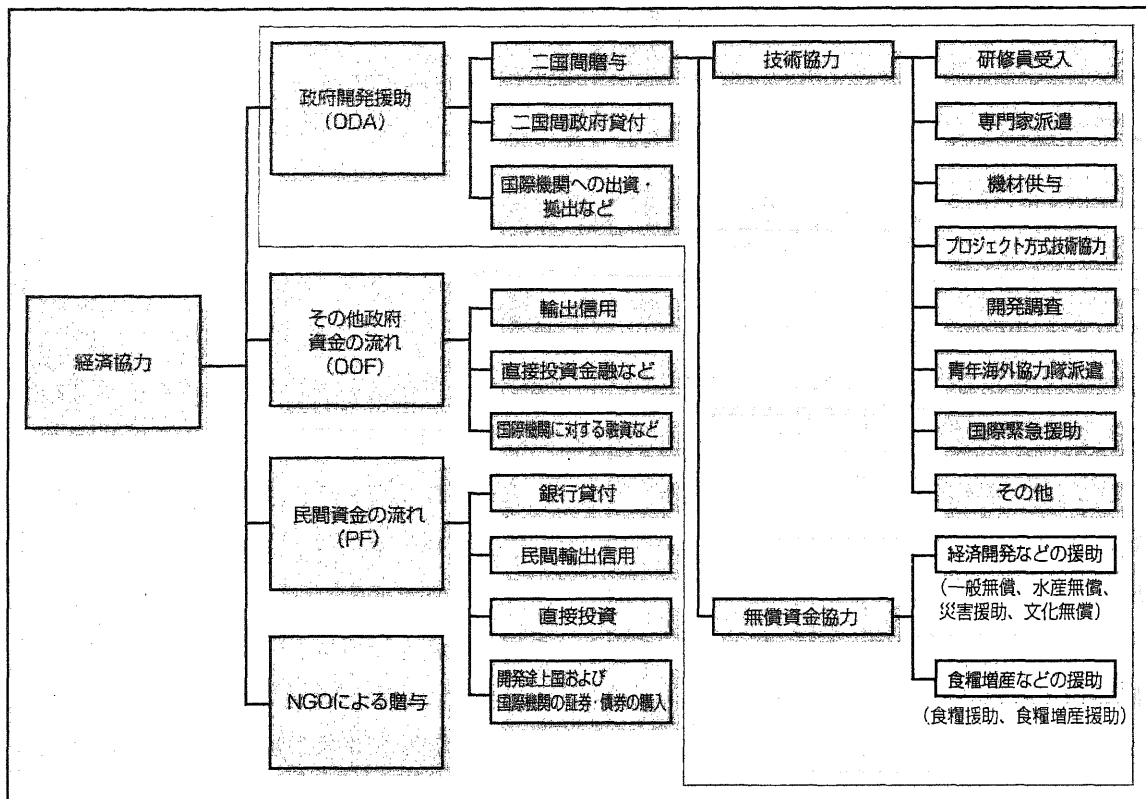 経済協力
政府開発援助
(ODA)
二国間贈与
二国間政府貸付
国際機関への出資・
拠出など
その他政府
資金の流れ
(OOF)
輸出信用
直接投資金融など
国際機関に対する融資など
民間資金の流れ
(PF)
銀行貸付
民間輸出信用
直接投資
開発途上国および
国際機関の証券・債券の購入
NGOによる贈与
技術協力
研修員受入
専門家派遣
機材供与
プロジェクト方式技術協力
開発調査
青年海外協力隊派遣
国際緊急援助
その他
無償資金協力
経済開発などの援助
(一般無償、水産無償、
災害援助、文化無償)
食糧増産などの援助
(食糧援助、食糧増産援助)